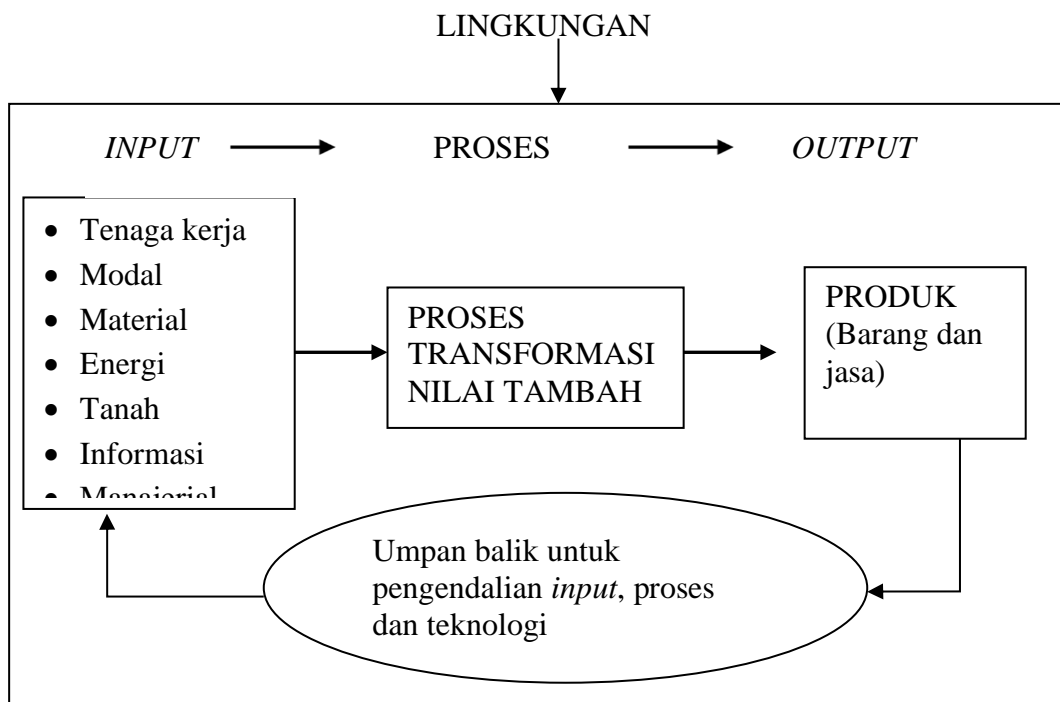 LINGKUNGAN
INPUT PROSES OUTPUT
• Tenaga kerja
• Modal
• Material
• Energi
• Tanah
• Informasi
• Manajerial
PROSES
TRANSFORMASI
NILAI TAMBAH
PRODUK
(Barang dan
jasa)
Umpan balik untuk
pengendalian input, proses
dan teknologi